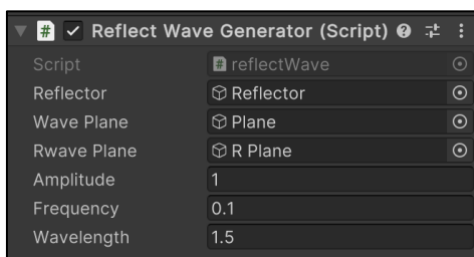 Reflect Wave Generator (Script)
Script reflectWave
Reflector Reflector
Wave Plane Plane
Rwave Plane R Plane
Amplitude 1
Frequency 0.1
Wavelength 1.5